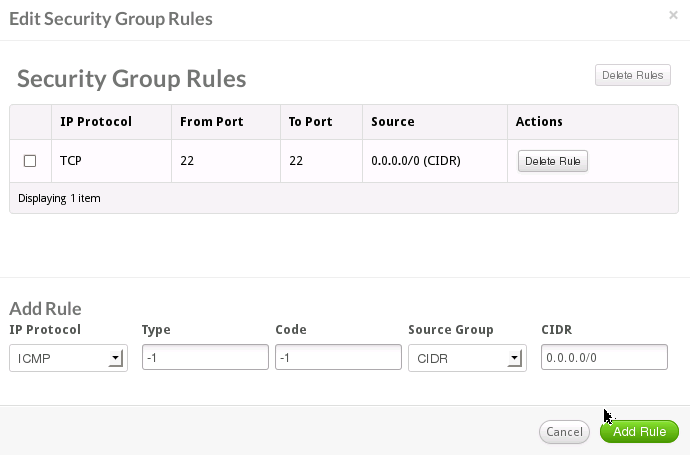 Edit Security Group Rules ×
Security Group Rules Delete Rules
IP Protocol From Port To Port Source Actions
TCP 22 22 0.0.0.0/0 (CIDR) Delete Rule
Displaying 1 item
Add Rule
IP Protocol Type Code Source Group CIDR
ICMP -1 -1 CIDR 0.0.0.0/0
Cancel Add Rule